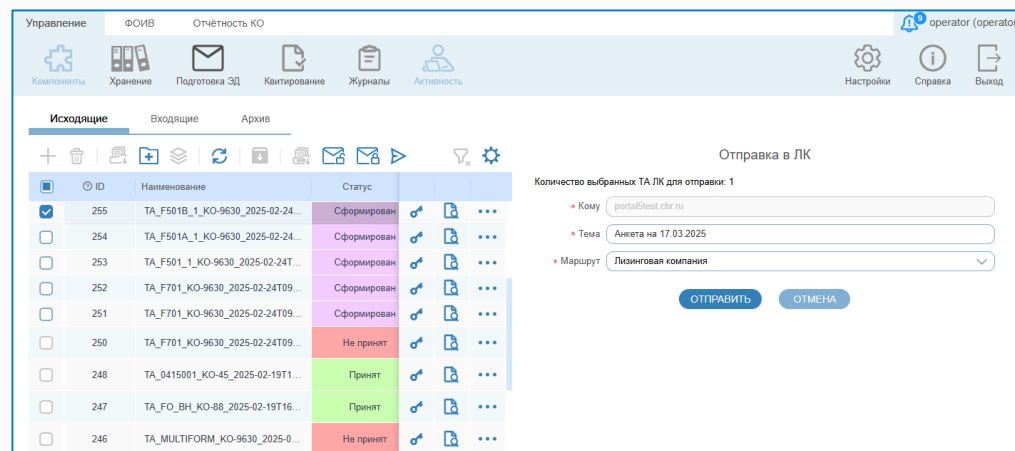 Управление ФОИВ Отчётность КО 9 operator (operator
Компоненты Хранение Подготовка ЭД Квитирование Журналы Активность Настройки Справка Выход
Исходящие Входящие Архив
Отправка в ЛК
ID Наименование Статус
Количество выбранных ТА ЛК для отправки: 1
255 TA_F501B_1_KO-9630_2025-02-24... Сформирован
* Кому portal5test.cbr.ru
254 TA_F501A_1_KO-9630_2025-02-24... Сформирован
* Тема Анкета на 17.03.2025
253 TA_F501_1_KO-9630_2025-02-24T... Сформирован
* Маршрут Лизинговая компания
252 TA_F701_KO-9630_2025-02-24T09... Сформирован
ОТПРАВИТЬ ОТМЕНА
251 TA_F701_KO-9630_2025-02-24T09... Сформирован
250 TA_F701_KO-9630_2025-02-24T09... Не принят
248 TA_0415001_KO-45_2025-02-19T1... Принят
247 TA_FO_BH_KO-88_2025-02-19T16... Принят
246 TA_MULTIFORM_KO-9630_2025-0... Не принят